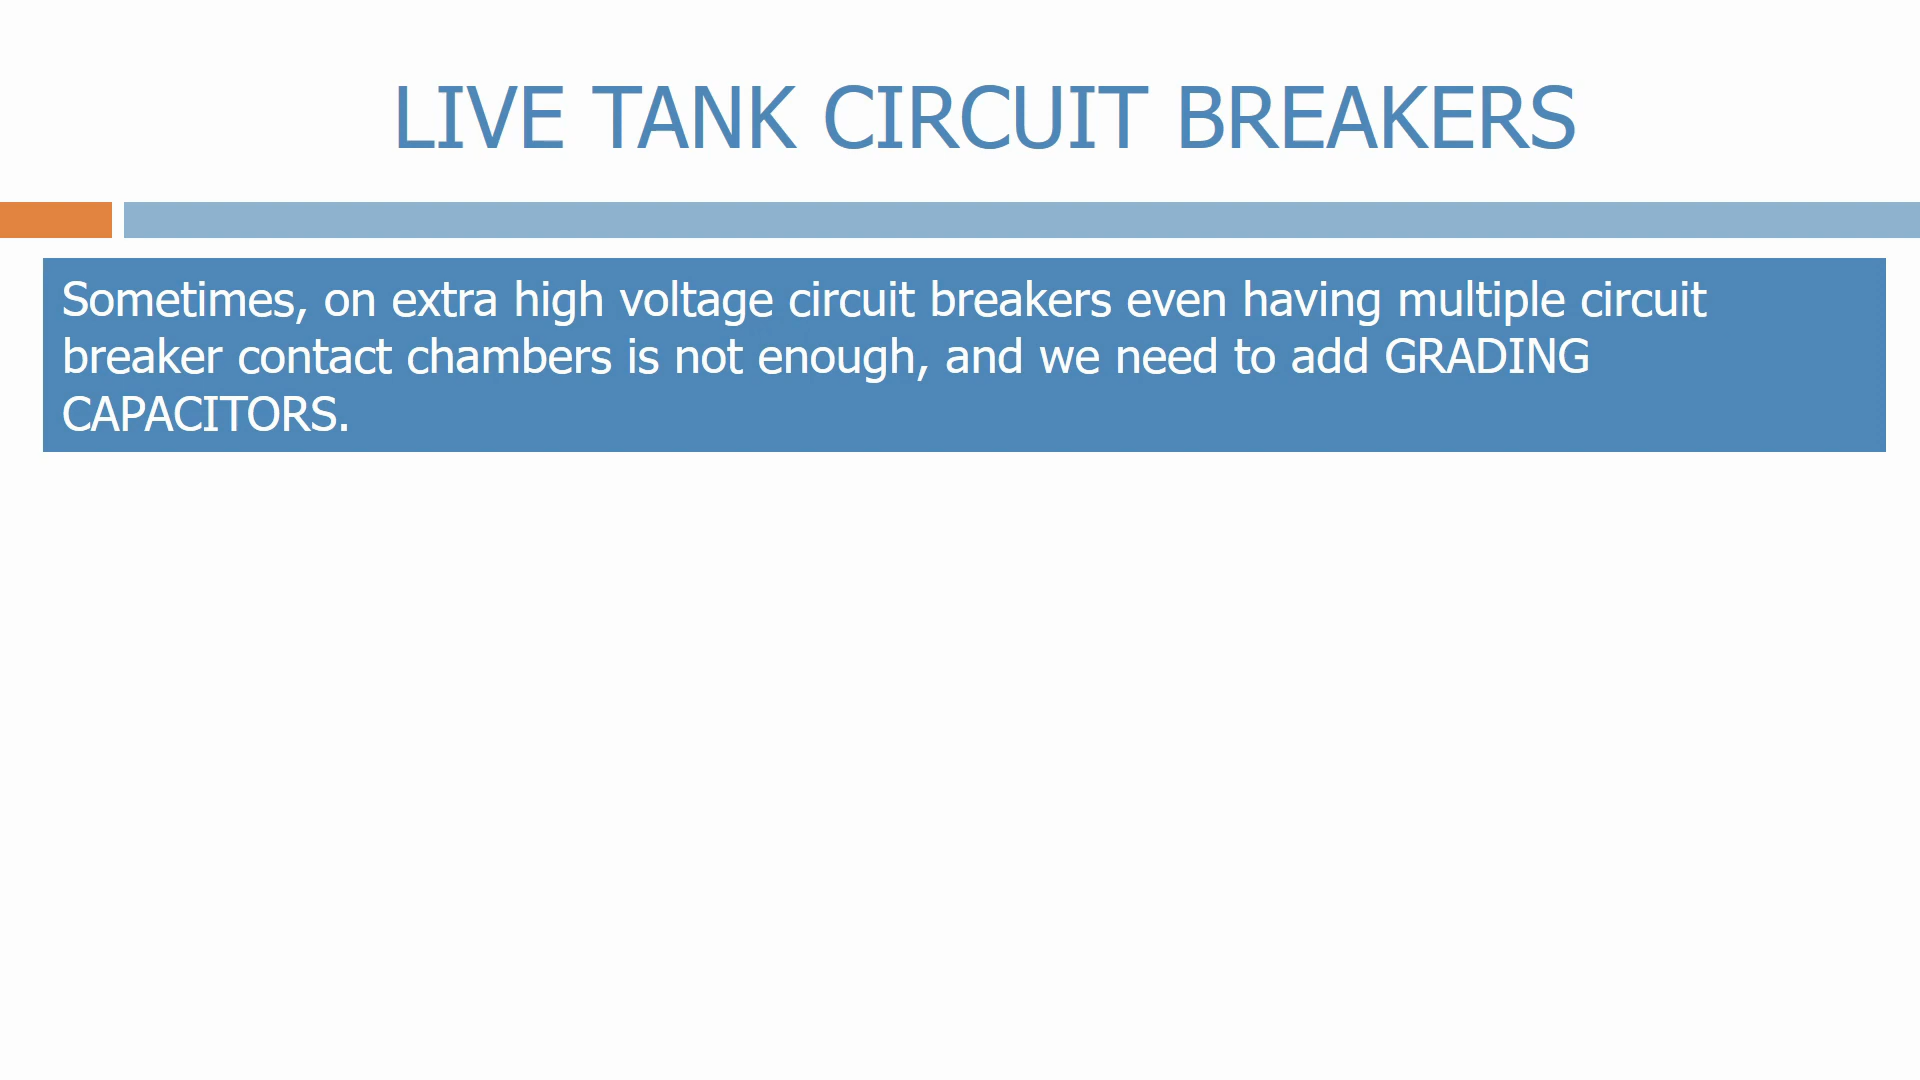 LIVE TANK CIRCUIT BREAKERS
Sometimes, on extra high voltage circuit breakers even having multiple circuit
breaker contact chambers is not enough, and we need to add GRADING
CAPACITORS.